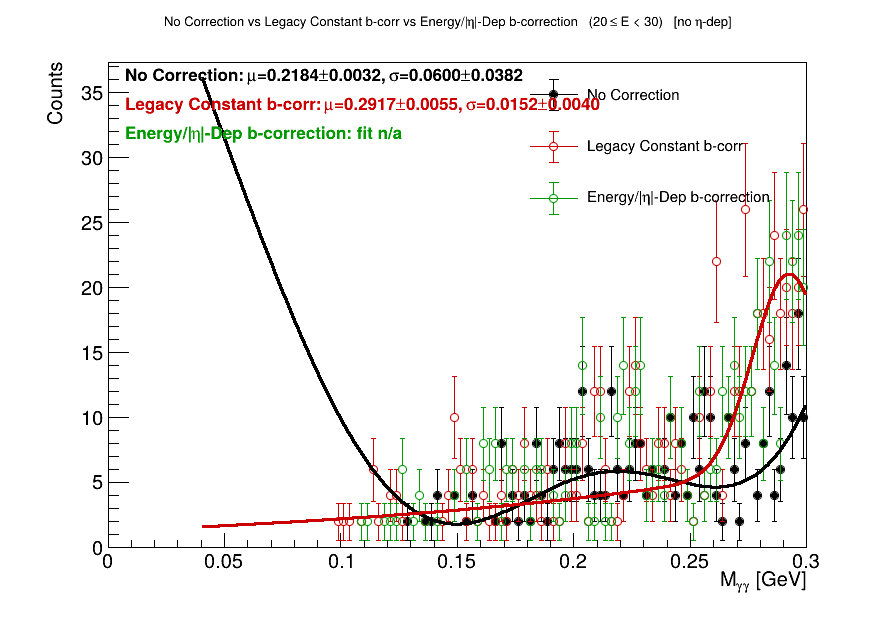 No Correction vs Legacy Constant b-corr vs Energy/|η|-Dep b-correction (20 ≤ E < 30) [no η-dep]
Counts
No Correction: μ=0.2184±0.0032, σ=0.0600±0.0382
Legacy Constant b-corr: μ=0.2917±0.0055, σ=0.0152±0.0040
Energy/|η|-Dep b-correction: fit n/a
No Correction
Legacy Constant b-corr
Energy/|η|-Dep b-correction
35
30
25
20
15
10
5
0
0 0.05 0.1 0.15 0.2 0.25 0.3
Mγγ [GeV]